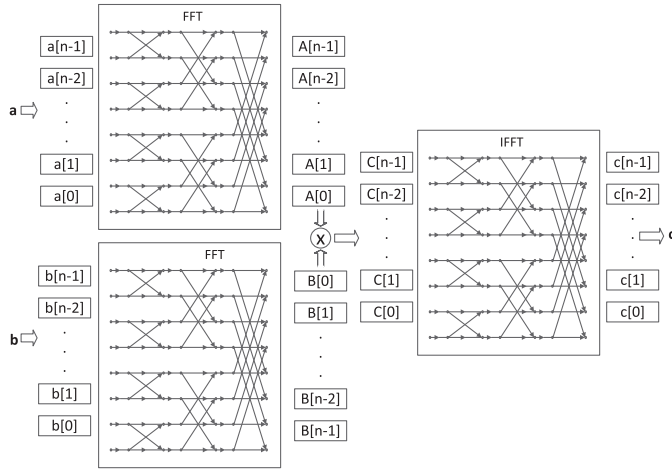 FFT
a[n-1]
a[n-2]
.
.
.
a
a[1]
a[0]
A[n-1]
A[n-2]
.
.
.
A[1]
A[0]
X
FFT
b[n-1]
b[n-2]
.
.
.
b
b[1]
b[0]
B[0]
B[1]
.
.
.
B[n-2]
B[n-1]
C[n-1]
C[n-2]
.
.
.
C[1]
C[0]
IFFT
c[n-1]
c[n-2]
.
.
.
c
c[1]
c[0]